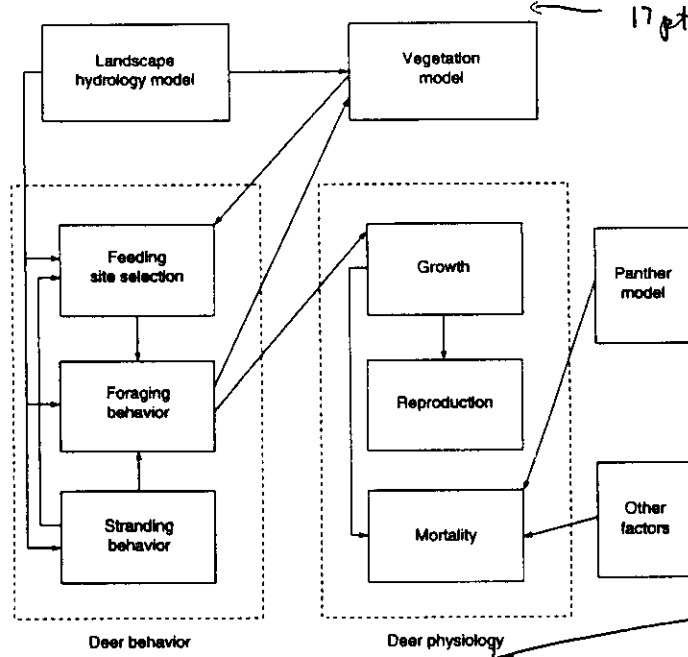 17 pt
Landscape
hydrology model
Vegetation
model
Feeding
site selection
Growth
Panther
model
Foraging
behavior
Reproduction
Stranding
behavior
Mortality
Other
factors
Deer behavior
Deer physiology